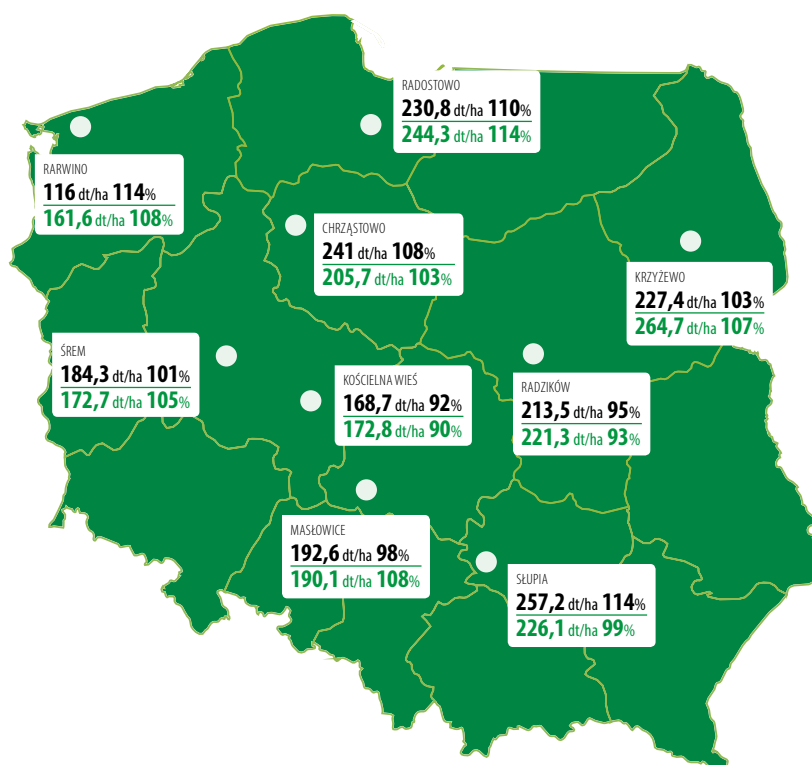 RADOSTOWO
230,8 dt/ha 110%
244,3 dt/ha 114%
RARWINO
116 dt/ha 114%
161,6 dt/ha 108%
CHRZĄSTOWO
241 dt/ha 108%
205,7 dt/ha 103%
KRZYŻEWO
227,4 dt/ha 103%
264,7 dt/ha 107%
ŚREM
184,3 dt/ha 101%
172,7 dt/ha 105%
KOŚCIELNA WIEŚ
168,7 dt/ha 92%
172,8 dt/ha 90%
RADZIKÓW
213,5 dt/ha 95%
221,3 dt/ha 93%
MASŁOWICE
192,6 dt/ha 98%
190,1 dt/ha 108%
SŁUPIA
257,2 dt/ha 114%
226,1 dt/ha 99%